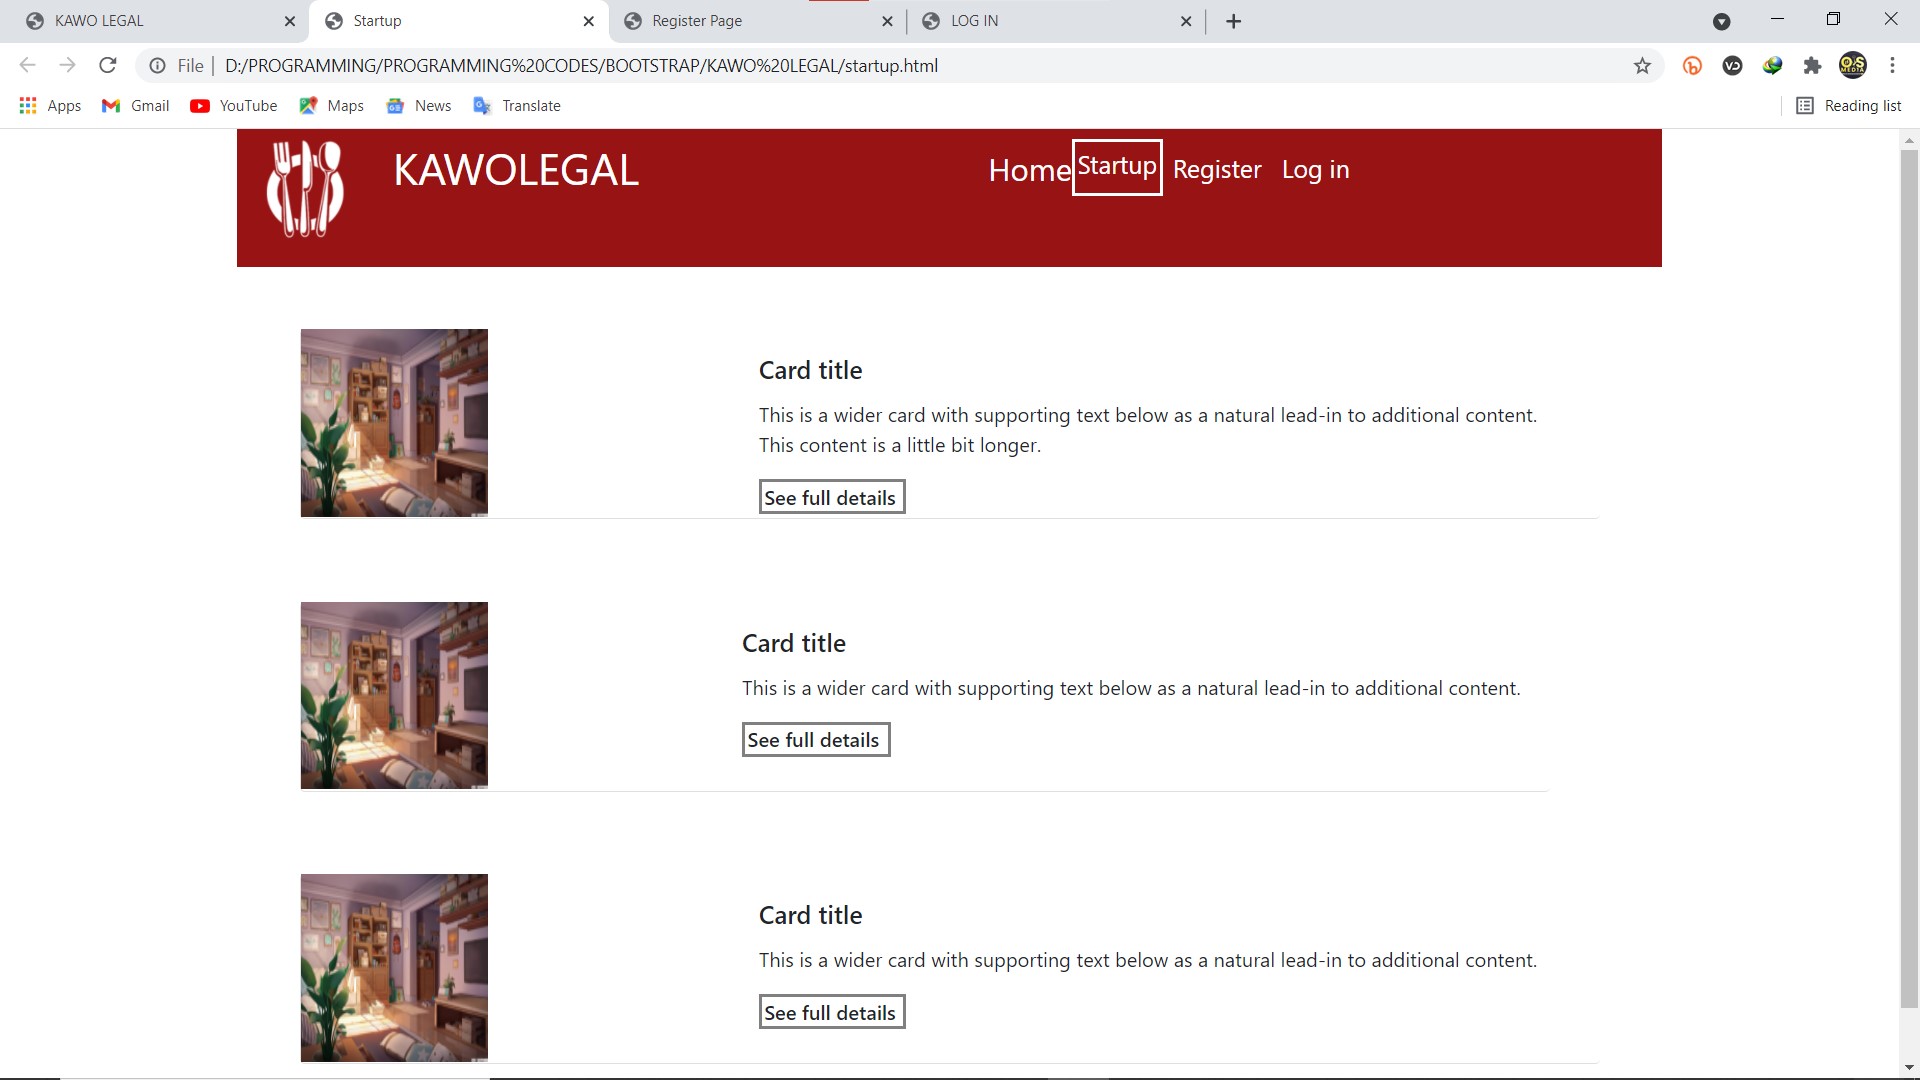 KAWO LEGAL
Startup
Register Page
LOG IN
File
D:/PROGRAMMING/PROGRAMMING%20CODES/BOOTSTRAP/KAWO%20LEGAL/startup.html
Apps
Gmail
YouTube
Maps
News
Translate
Reading list
KAWOLEGAL
Home
Startup
Register
Log in
Card title
This is a wider card with supporting text below as a natural lead-in to additional content.
This content is a little bit longer.
See full details
Card title
This is a wider card with supporting text below as a natural lead-in to additional content.
See full details
Card title
This is a wider card with supporting text below as a natural lead-in to additional content.
See full details